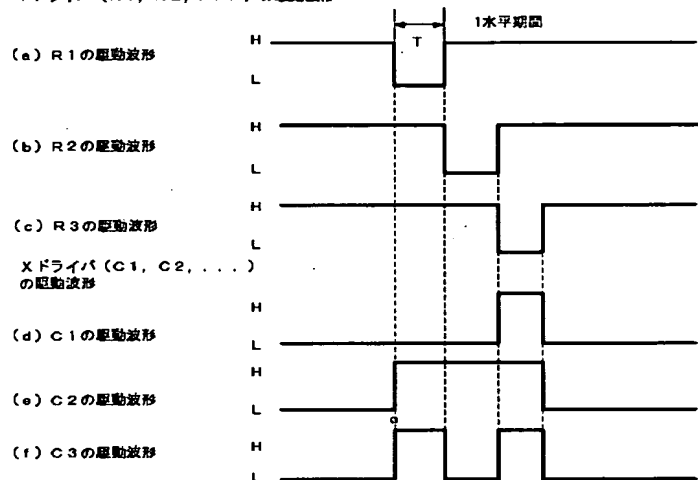 1水平期間
T
H
(a) R1の駆動波形
L
H
(b) R2の駆動波形
L
H
(c) R3の駆動波形
L
Xドライバ (C1, C2, ...)
の駆動波形
H
(d) C1の駆動波形
L
H
(e) C2の駆動波形
L
(f) C3の駆動波形
H
L